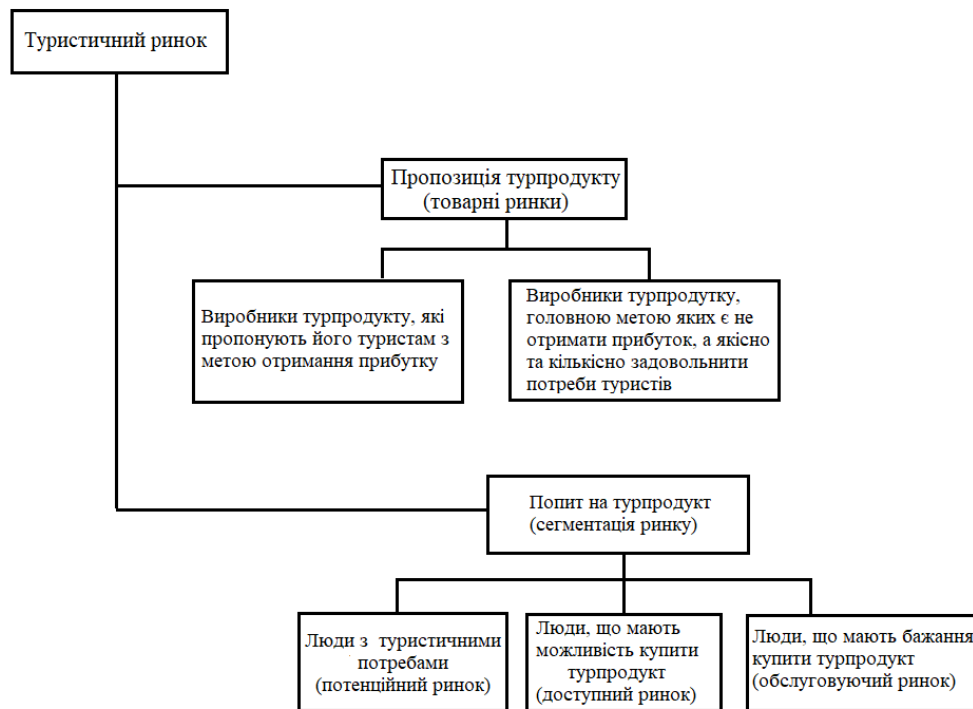 Туристичний ринок
Пропозиція турпродукту
(товарні ринки)
Виробники турпродукту, які
пропонують його туристам з
метою отримання прибутку
Виробники турпродутку,
головною метою яких є не
отримати прибуток, а якісно
та кількісно задовольнити
потреби туристів
Попит на турпродукт
(сегментація ринку)
Люди з туристичними
потребами
(потенційний ринок)
Люди, що мають
можливість купити
турпродукт
(доступний ринок)
Люди, що мають бажання
купити турпродукт
(обслуговуючий ринок)